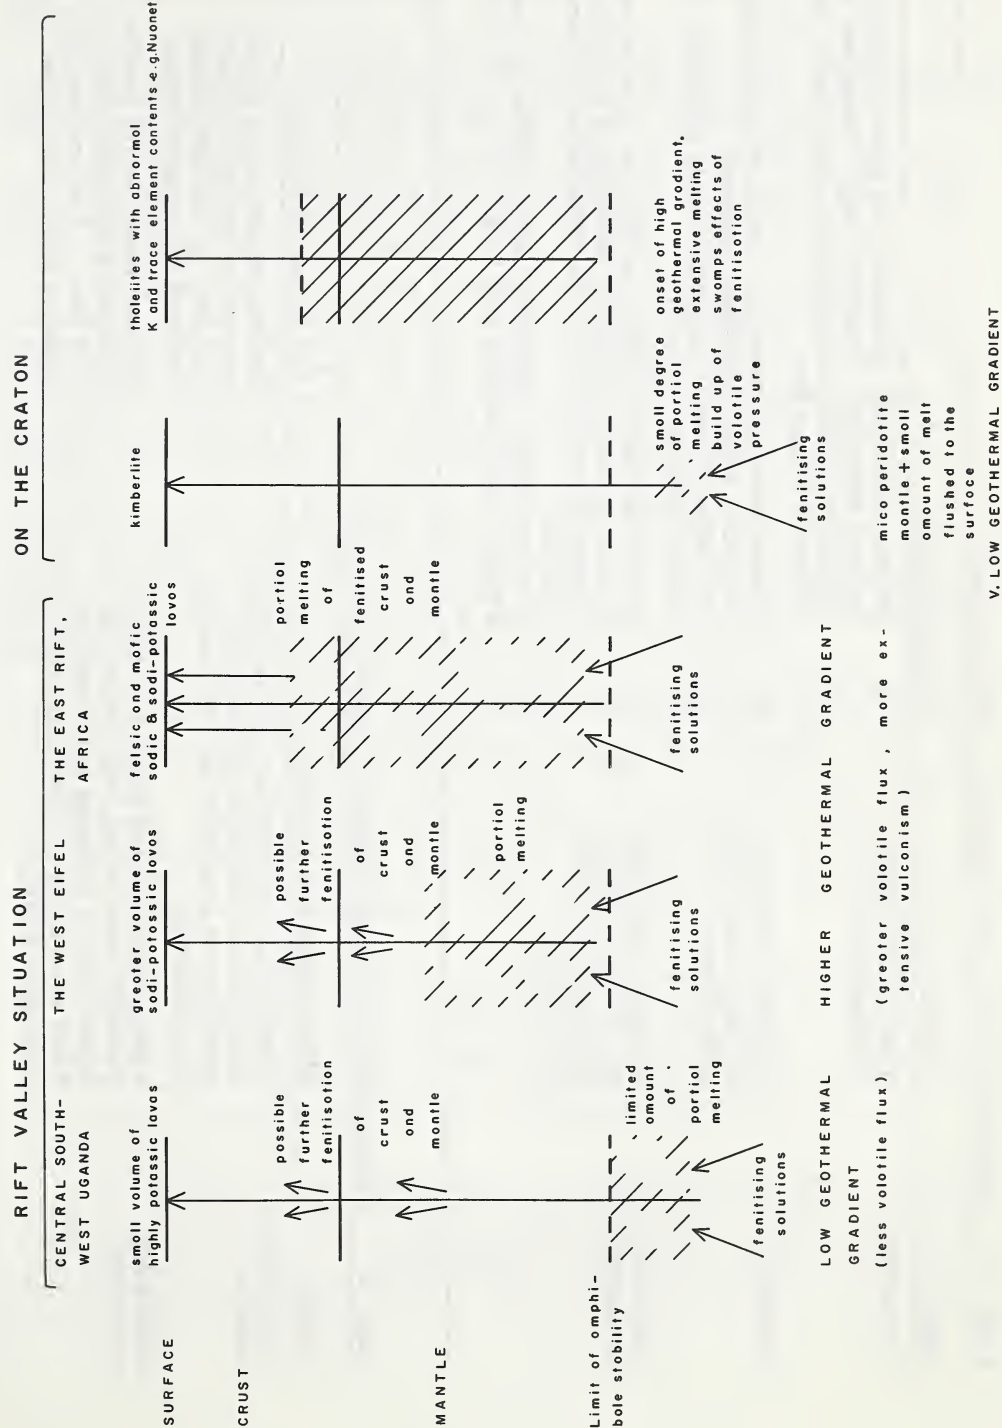 RIFT VALLEY SITUATION
ON THE CRATON
CENTRAL SOUTH-
WEST UGANDA
THE WEST EIFEL
THE EAST RIFT,
AFRICA
small volume of
highly potassic lavas
greater volume of
sodi-potassic lavas
felsic and mafic
sodic & sodi-potassic
lavas
kimberlite
tholeiites with abnormal
K and trace element contents e.g. Nuanet
SURFACE
CRUST
MANTLE
Limit of amphi-
bole stability
possible
further
fenitisation
of
crust
and
mantle
limited
amount
of
partial
melting
fenitising
solutions
possible
further
fenitisation
of
crust
and
mantle
partial
melting
fenitising
solutions
partial
melting
of
fenitised
crust
and
mantle
fenitising
solutions
small degree
of partial
melting
build up of
volatile
pressure
fenitising
solutions
onset of high
geothermal gradient,
extensive melting
swamps effects of
fenitisation
LOW GEOTHERMAL
GRADIENT
(less volatile flux)
HIGHER GEOTHERMAL GRADIENT
(greater volatile flux, more ex-
tensive vulcanism)
mica peridotite
mantle + small
amount of melt
flushed to the
surface
V. LOW GEOTHERMAL GRADIENT